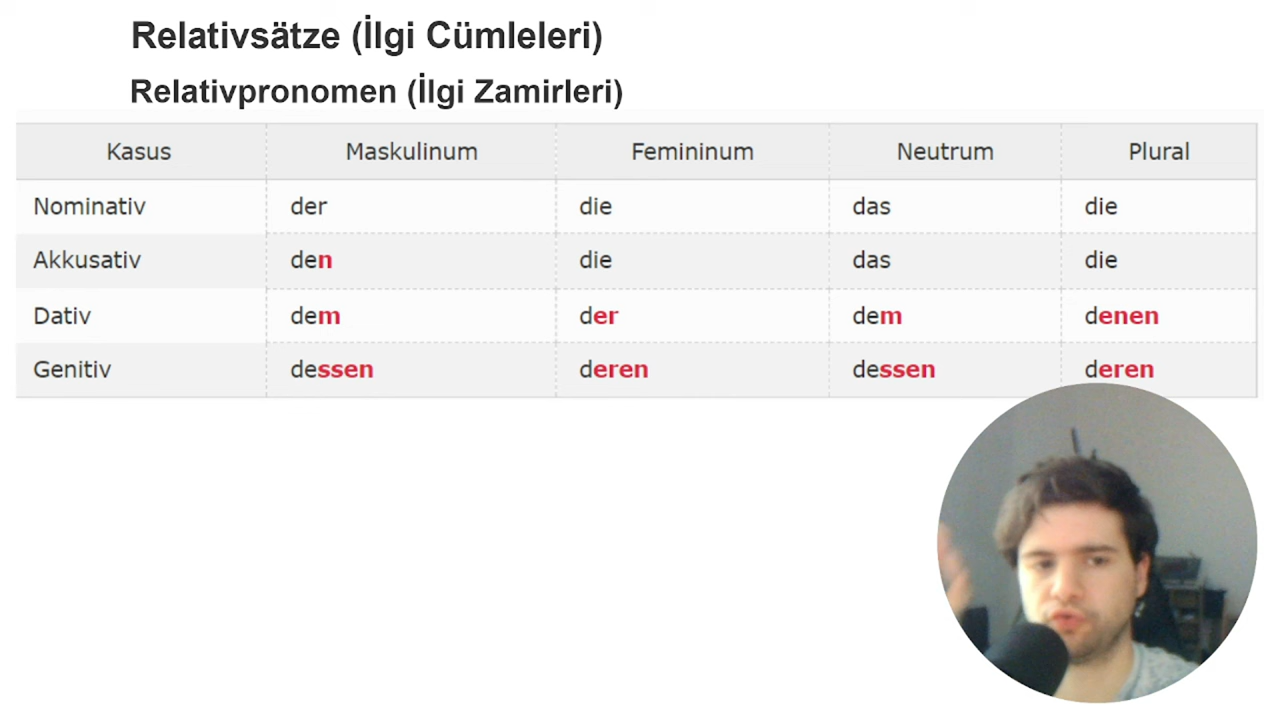 Relativsätze (İlgi Cümleleri)
Relativpronomen (İlgi Zamirleri)
Kasus Maskulinum Femininum Neutrum Plural
Nominativ der die das die
Akkusativ den die das die
Dativ dem der dem denen
Genitiv dessen deren dessen deren